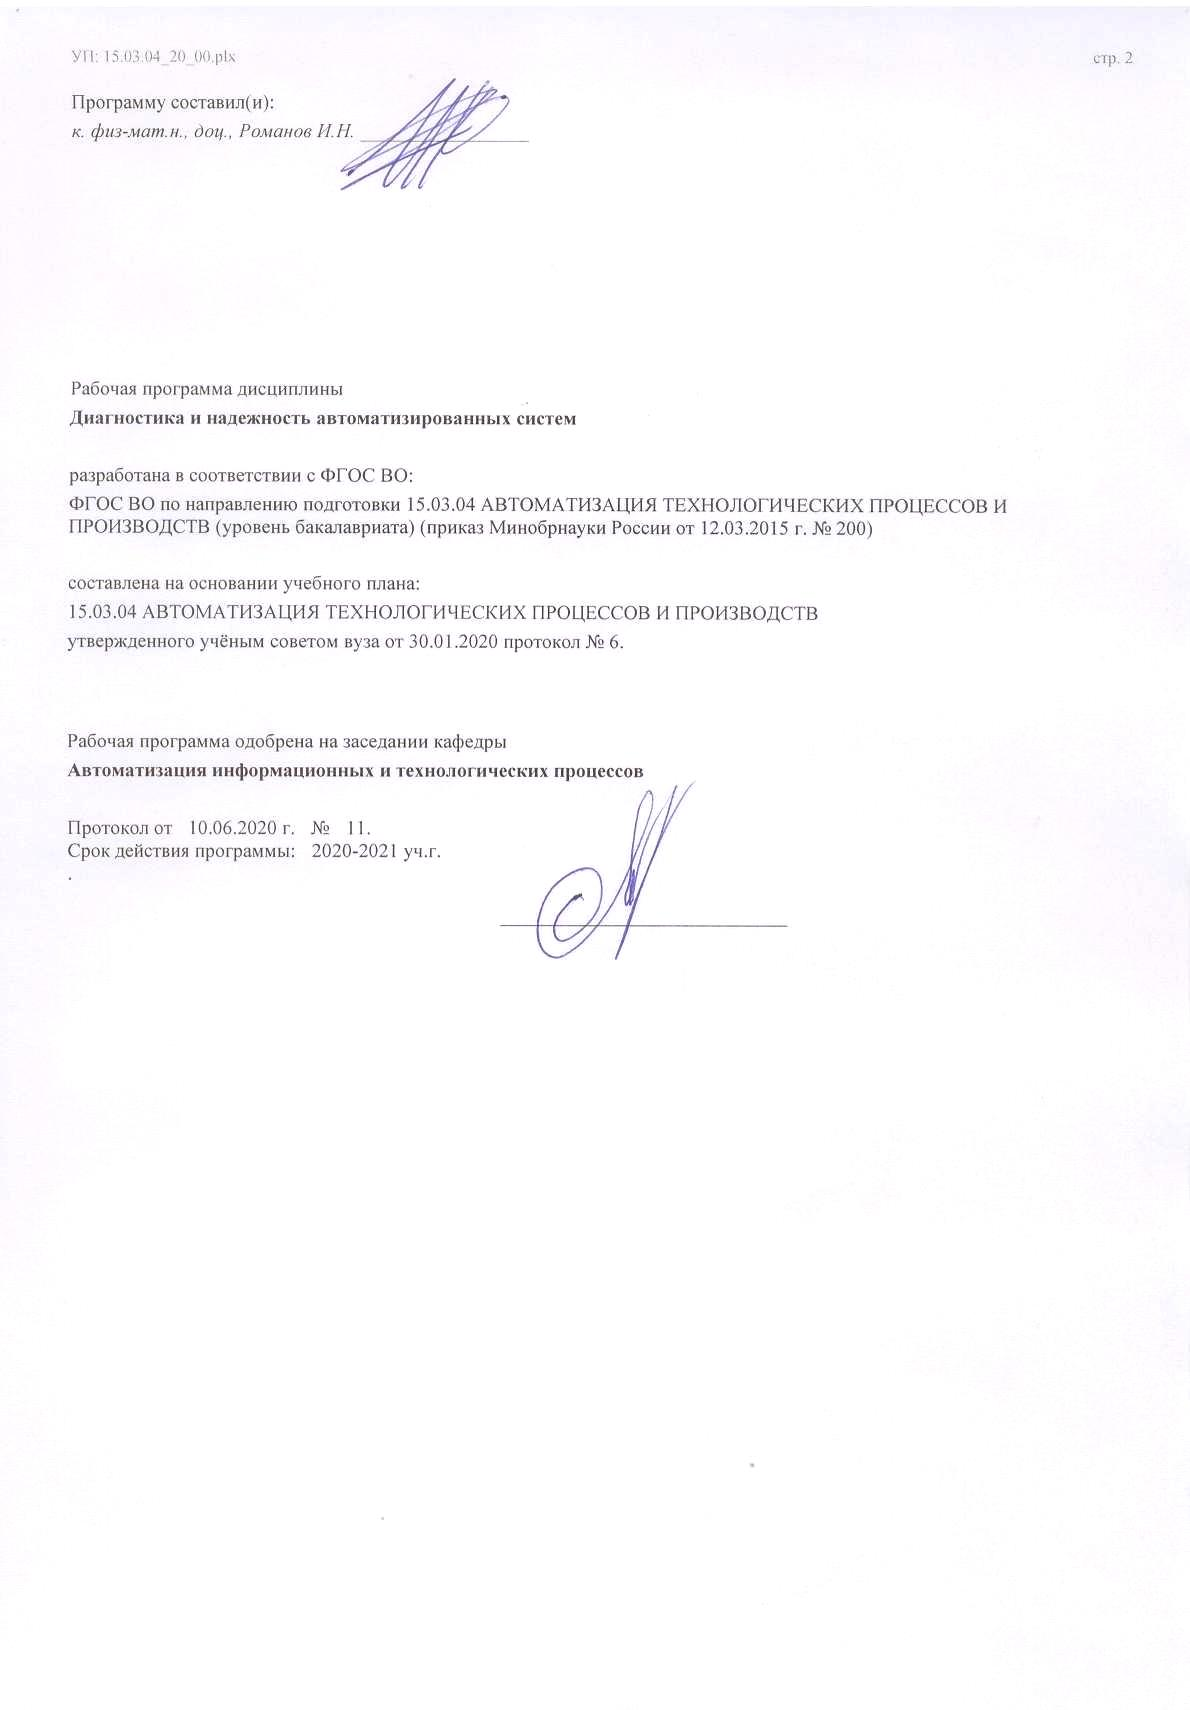 УП: 15.03.04_20_00.plx
стр. 2
Программу составил(и):
к. физ-мат.н., доц., Романов И.Н.
Рабочая программа дисциплины
Диагностика и надежность автоматизированных систем
разработана в соответствии с ФГОС ВО:
ФГОС ВО по направлению подготовки 15.03.04 АВТОМАТИЗАЦИЯ ТЕХНОЛОГИЧЕСКИХ ПРОЦЕССОВ И
ПРОИЗВОДСТВ (уровень бакалавриата) (приказ Минобрнауки России от 12.03.2015 г. № 200)
составлена на основании учебного плана:
15.03.04 АВТОМАТИЗАЦИЯ ТЕХНОЛОГИЧЕСКИХ ПРОЦЕССОВ И ПРОИЗВОДСТВ
утвержденного учёным советом вуза от 30.01.2020 протокол № 6.
Рабочая программа одобрена на заседании кафедры
Автоматизация информационных и технологических процессов
Протокол от 10.06.2020 г. № 11.
Срок действия программы: 2020-2021 уч.г.
.